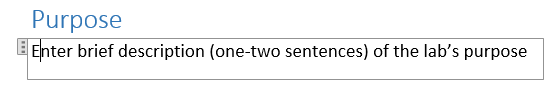 Purpose
Enter brief description (one-two sentences) of the lab’s purpose